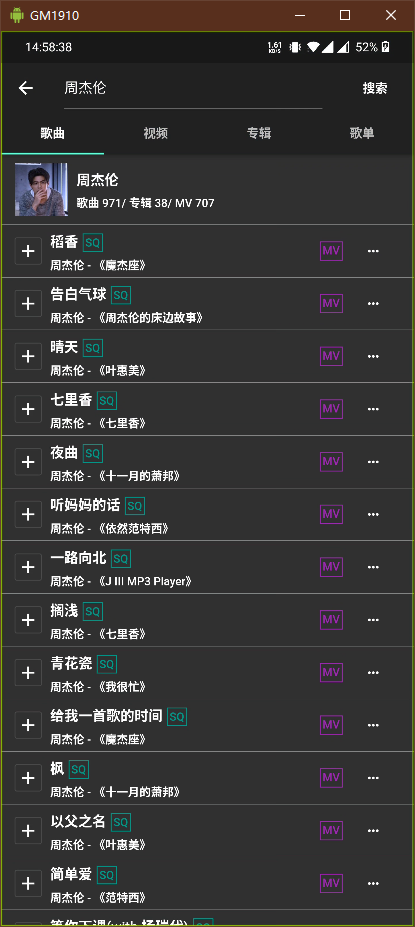 GM1910
14:58:38
1.61
KB/S
52%
周杰伦
搜索
歌曲 视频 专辑 歌单
周杰伦
歌曲 971/ 专辑 38/ MV 707
稻香 SQ
MV
周杰伦 - 《魔杰座》
告白气球 SQ
MV
周杰伦 - 《周杰伦的床边故事》
晴天 SQ
MV
周杰伦 - 《叶惠美》
七里香 SQ
MV
周杰伦 - 《七里香》
夜曲 SQ
MV
周杰伦 - 《十一月的萧邦》
听妈妈的话 SQ
MV
周杰伦 - 《依然范特西》
一路向北 SQ
MV
周杰伦 - 《J III MP3 Player》
搁浅 SQ
MV
周杰伦 - 《七里香》
青花瓷 SQ
MV
周杰伦 - 《我很忙》
给我一首歌的时间 SQ
MV
周杰伦 - 《魔杰座》
枫 SQ
MV
周杰伦 - 《十一月的萧邦》
以父之名 SQ
MV
周杰伦 - 《叶惠美》
简单爱 SQ
MV
周杰伦 - 《范特西》
等你下课(with 杨瑞代) SQ